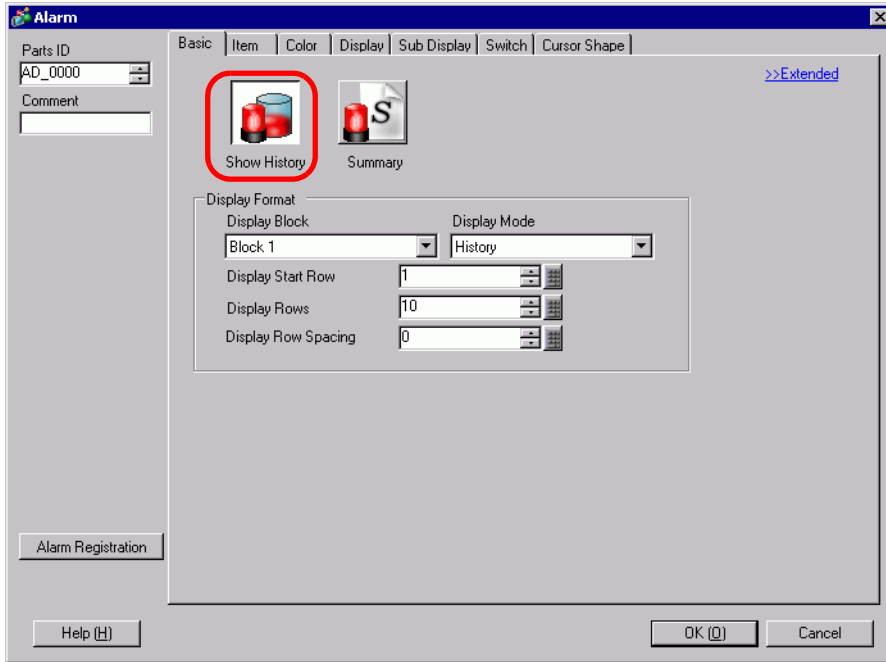 Alarm
Parts ID
AD_0000
Comment
Basic Item Color Display Sub Display Switch Cursor Shape
>>Extended
S
Show History Summary
Display Format
Display Block Display Mode
Block 1 History
Display Start Row 1
Display Rows 10
Display Row Spacing 0
Alarm Registration
Help (H) OK (O) Cancel